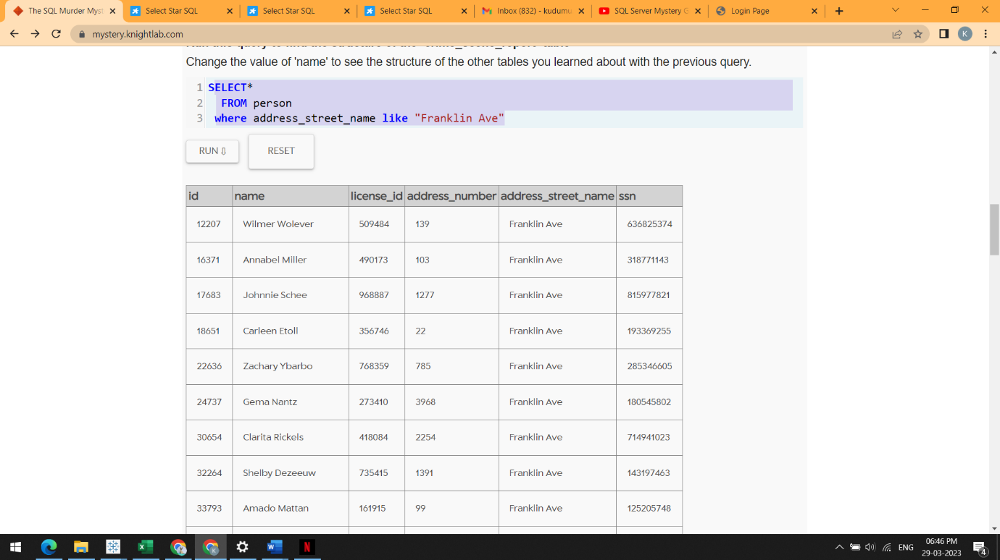 The SQL Murder Myst
Select Star SQL
Select Star SQL
Select Star SQL
Inbox (832) - kudumu
SQL Server Mystery G
Login Page
mystery.knightlab.com
K
Change the value of 'name' to see the structure of the other tables you learned about with the previous query.
1 SELECT*
2 FROM person
3 where address_street_name like "Franklin Ave"
RUN ⇩ RESET
id name license_id address_number address_street_name ssn
12207 Wilmer Wolever 509484 139 Franklin Ave 636825374
16371 Annabel Miller 490173 103 Franklin Ave 318771143
17683 Johnnie Schee 968887 1277 Franklin Ave 815977821
18651 Carleen Etoll 356746 22 Franklin Ave 193369255
22636 Zachary Ybarbo 768359 785 Franklin Ave 285346605
24737 Gema Nantz 273410 3968 Franklin Ave 180545802
30654 Clarita Rickels 418084 2254 Franklin Ave 714941023
32264 Shelby Dezeeuw 735415 1391 Franklin Ave 143197463
33793 Amado Mattan 161915 99 Franklin Ave 125205748
ENG
06:46 PM
29-03-2023
4